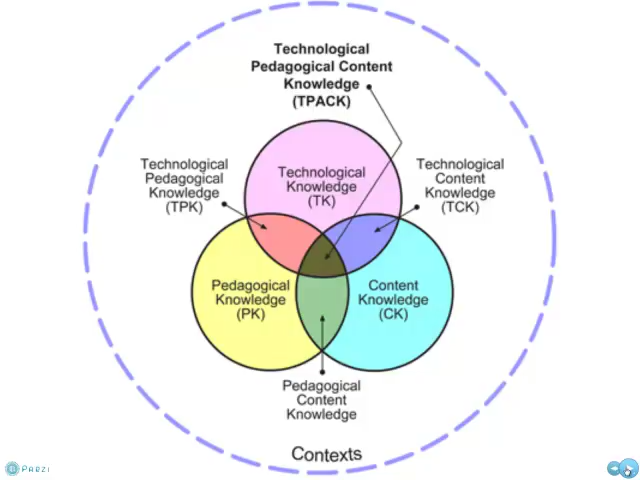 Technological
Pedagogical Content
Knowledge
(TPACK)
Technological
Pedagogical
Knowledge
(TPK)
Technological
Knowledge
(TK)
Technological
Content
Knowledge
(TCK)
Pedagogical
Knowledge
(PK)
Content
Knowledge
(CK)
Pedagogical
Content
Knowledge
Contexts
PREZI